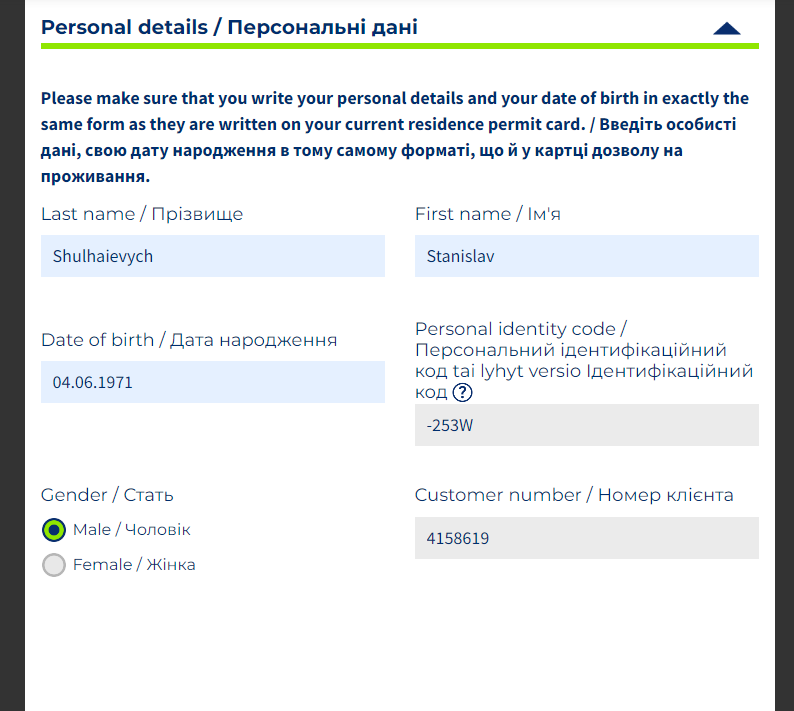 Personal details / Персональні дані
Please make sure that you write your personal details and your date of birth in exactly the
same form as they are written on your current residence permit card. / Введіть особисті
дані, свою дату народження в тому самому форматі, що й у картці дозволу на
проживання.
Last name / Прізвище
First name / Ім'я
Shulhaievych
Stanislav
Date of birth / Дата народження
Personal identity code /
Персональний ідентифікаційний
код tai lyhyt versio Ідентифікаційний
код ?
04.06.1971
-253W
Gender / Стать
Customer number / Номер клієнта
Male / Чоловік
4158619
Female / Жінка